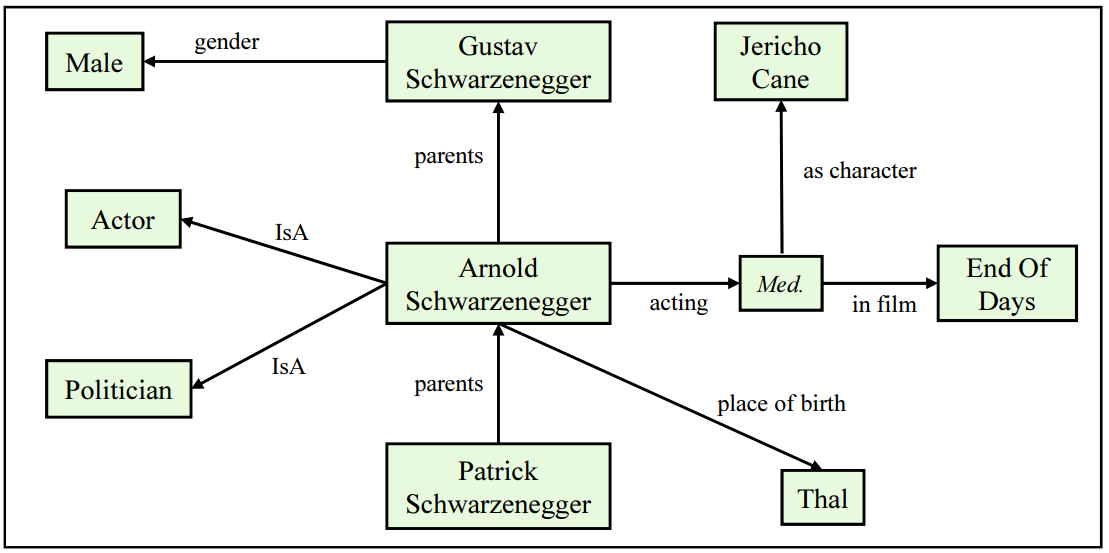 Male
gender
Gustav
Schwarzenegger
Jericho
Cane
parents
as character
Actor
IsA
Arnold
Schwarzenegger
acting
Med.
in film
End Of
Days
Politician
IsA
parents
place of birth
Patrick
Schwarzenegger
Thal